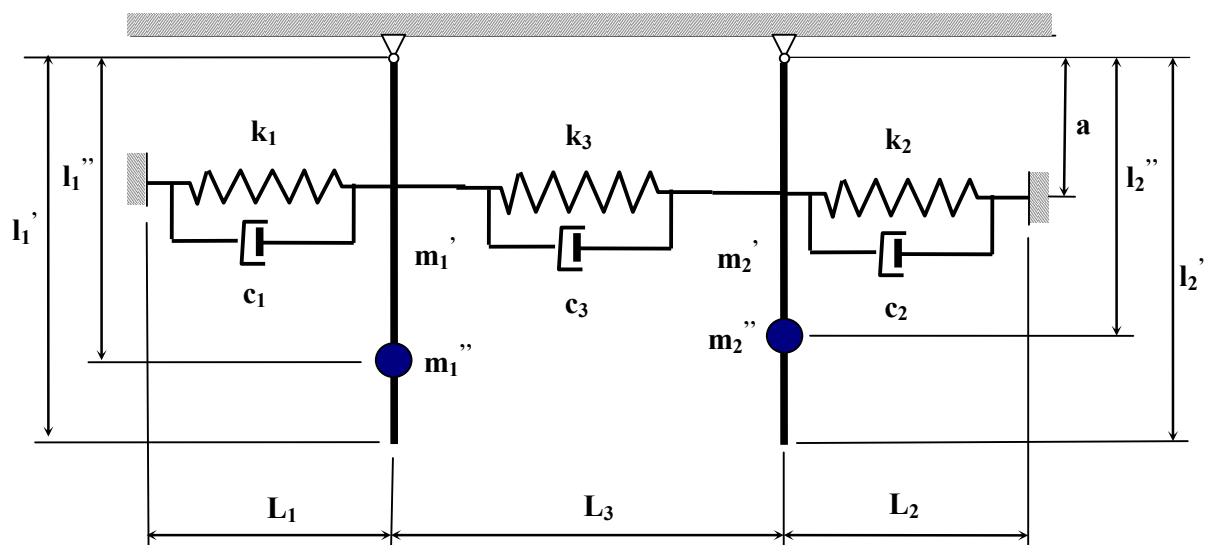 k₁
k₃
k₂
a
l₁”
l₂”
l₁’
l₂’
m₁’
m₂’
c₁
c₃
c₂
m₁”
m₂”
L₁
L₃
L₂